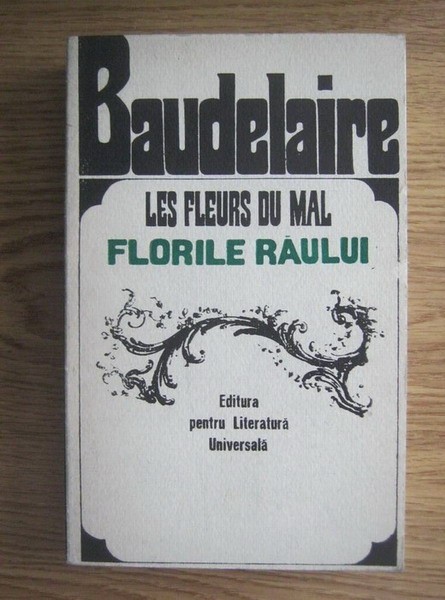 Baudelaire
LES FLEURS DU MAL
FLORILE RĂULUI
Editura
pentru Literatură
Universală